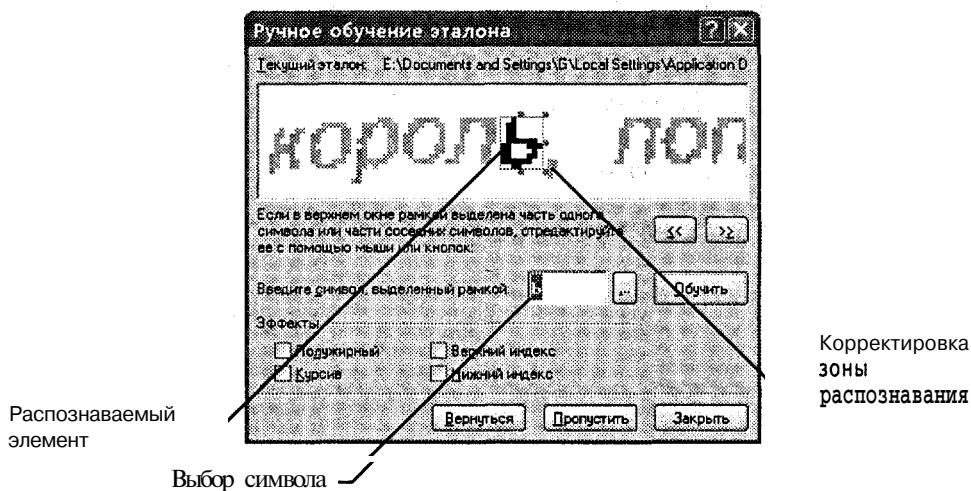 Ручное обучение эталона
Текущий эталон: E:\Documents and Settings\G\Local Settings\Application D
король, поп
Если в верхнем окне рамкой выделена часть одного
символа или части соседних символов, отредактируйте
ее с помощью мыши или кнопок:
<< >>
Введите символ, выделенный рамкой: ... Обучить
Эффекты
Полужирный Верхний индекс
Курсив Нижний индекс
Вернуться Пропустить Закрыть
Корректировка
зоны
распознавания
Распознаваемый
элемент
Выбор символа